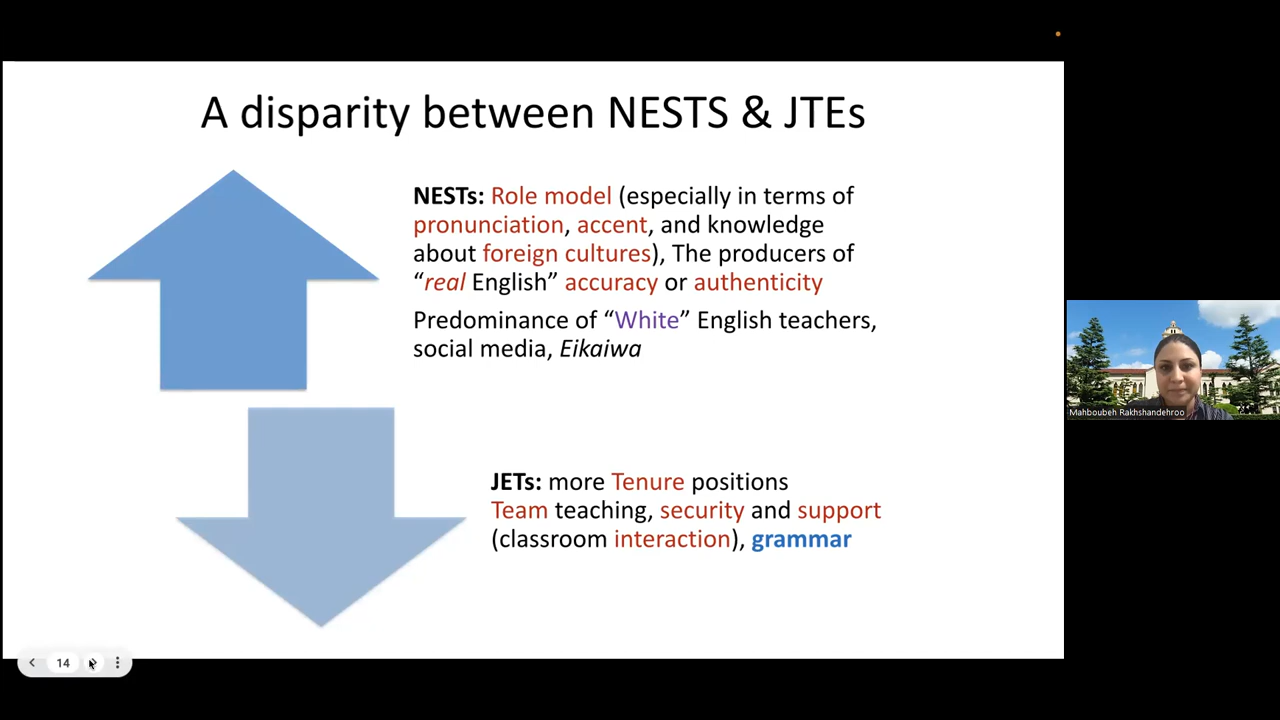 A disparity between NESTS & JTEs
NESTs: Role model (especially in terms of
pronunciation, accent, and knowledge
about foreign cultures), The producers of
“real English” accuracy or authenticity
Predominance of “White” English teachers,
social media, Eikaiwa
JETs: more Tenure positions
Team teaching, security and support
(classroom interaction), grammar
Mahboubeh Rakhshandehroo
14